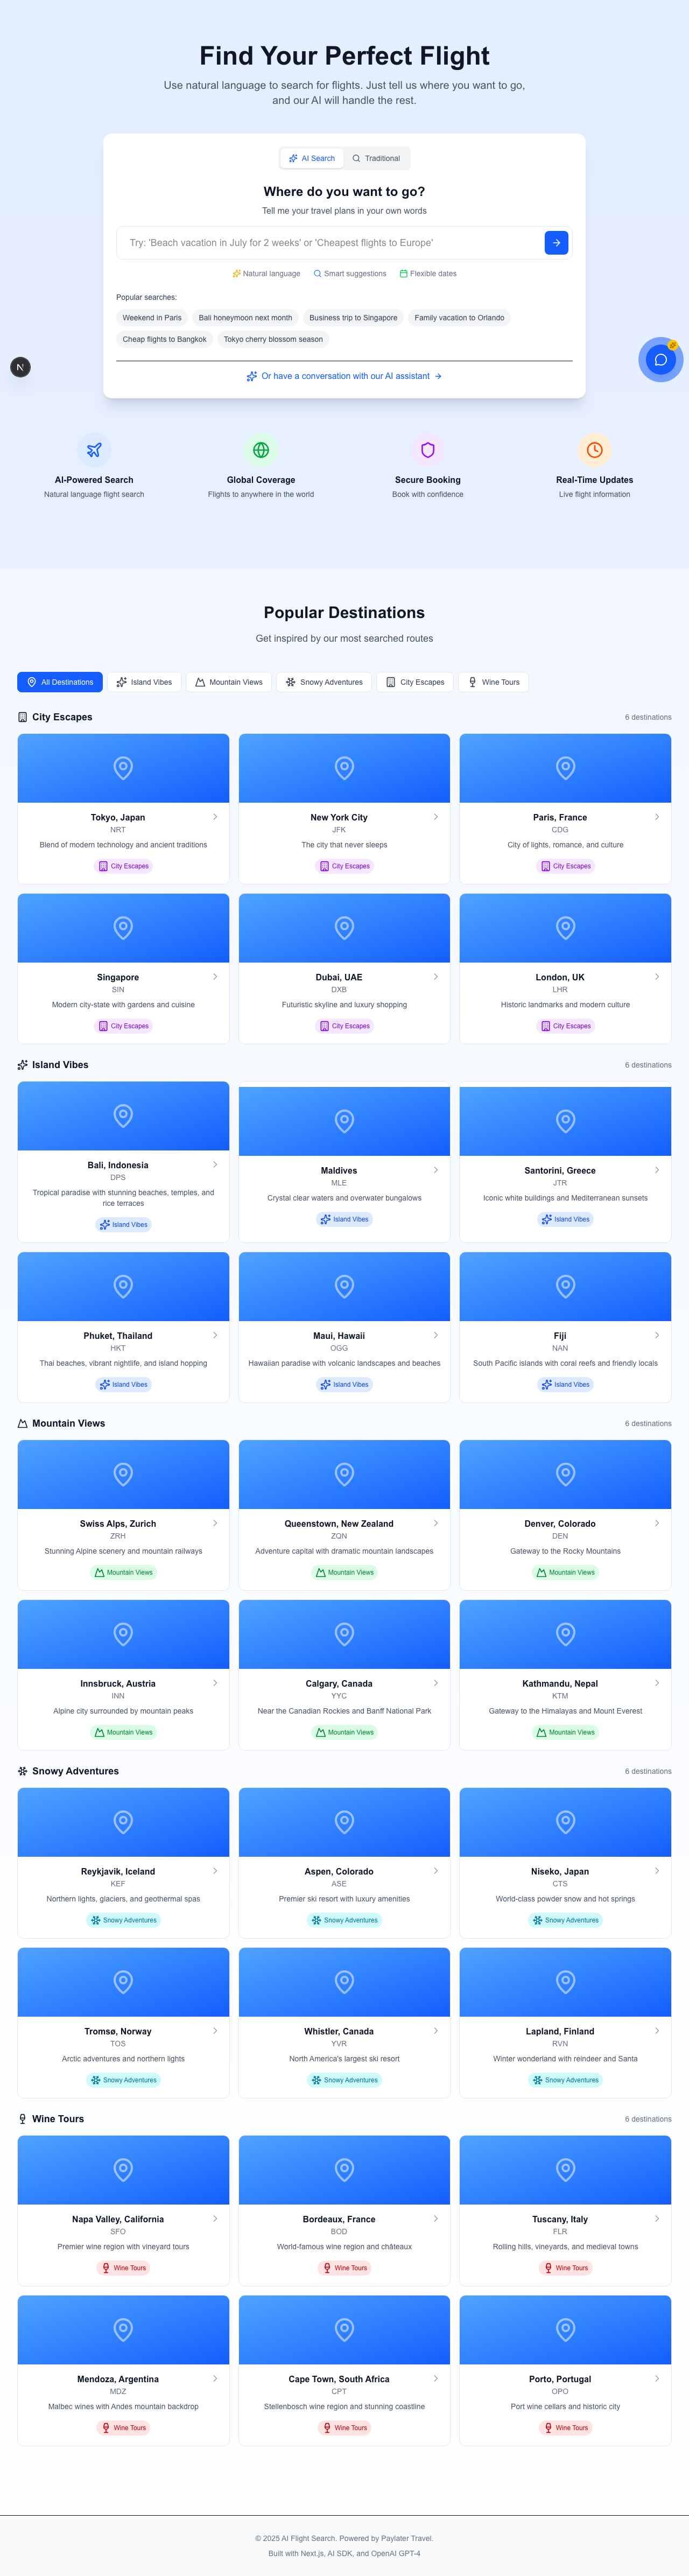 Find Your Perfect Flight
Use natural language to search for flights. Just tell us where you want to go,
and our AI will handle the rest.
AI Search
Traditional
Where do you want to go?
Tell me your travel plans in your own words
Try: 'Beach vacation in July for 2 weeks' or 'Cheapest flights to Europe'
Natural language
Smart suggestions
Flexible dates
Popular searches:
Weekend in Paris
Bali honeymoon next month
Business trip to Singapore
Family vacation to Orlando
Cheap flights to Bangkok
Tokyo cherry blossom season
N
Or have a conversation with our AI assistant
AI-Powered Search
Natural language flight search
Global Coverage
Flights to anywhere in the world
Secure Booking
Book with confidence
Real-Time Updates
Live flight information
Popular Destinations
Get inspired by our most searched routes
All Destinations
Island Vibes
Mountain Views
Snowy Adventures
City Escapes
Wine Tours
City Escapes
6 destinations
Tokyo, Japan
NRT
Blend of modern technology and ancient traditions
City Escapes
New York City
JFK
The city that never sleeps
City Escapes
Paris, France
CDG
City of lights, romance, and culture
City Escapes
Singapore
SIN
Modern city-state with gardens and cuisine
City Escapes
Dubai, UAE
DXB
Futuristic skyline and luxury shopping
City Escapes
London, UK
LHR
Historic landmarks and modern culture
City Escapes
Island Vibes
6 destinations
Bali, Indonesia
DPS
Tropical paradise with stunning beaches, temples, and
rice terraces
Island Vibes
Maldives
MLE
Crystal clear waters and overwater bungalows
Island Vibes
Santorini, Greece
JTR
Iconic white buildings and Mediterranean sunsets
Island Vibes
Phuket, Thailand
HKT
Thai beaches, vibrant nightlife, and island hopping
Island Vibes
Maui, Hawaii
OGG
Hawaiian paradise with volcanic landscapes and beaches
Island Vibes
Fiji
NAN
South Pacific islands with coral reefs and friendly locals
Island Vibes
Mountain Views
6 destinations
Swiss Alps, Zurich
ZRH
Stunning Alpine scenery and mountain railways
Mountain Views
Queenstown, New Zealand
ZQN
Adventure capital with dramatic mountain landscapes
Mountain Views
Denver, Colorado
DEN
Gateway to the Rocky Mountains
Mountain Views
Innsbruck, Austria
INN
Alpine city surrounded by mountain peaks
Mountain Views
Calgary, Canada
YYC
Near the Canadian Rockies and Banff National Park
Mountain Views
Kathmandu, Nepal
KTM
Gateway to the Himalayas and Mount Everest
Mountain Views
Snowy Adventures
6 destinations
Reykjavik, Iceland
KEF
Northern lights, glaciers, and geothermal spas
Snowy Adventures
Aspen, Colorado
ASE
Premier ski resort with luxury amenities
Snowy Adventures
Niseko, Japan
CTS
World-class powder snow and hot springs
Snowy Adventures
Tromsø, Norway
TOS
Arctic adventures and northern lights
Snowy Adventures
Whistler, Canada
YVR
North America's largest ski resort
Snowy Adventures
Lapland, Finland
RVN
Winter wonderland with reindeer and Santa
Snowy Adventures
Wine Tours
6 destinations
Napa Valley, California
SFO
Premier wine region with vineyard tours
Wine Tours
Bordeaux, France
BOD
World-famous wine region and châteaux
Wine Tours
Tuscany, Italy
FLR
Rolling hills, vineyards, and medieval towns
Wine Tours
Mendoza, Argentina
MDZ
Malbec wines with Andes mountain backdrop
Wine Tours
Cape Town, South Africa
CPT
Stellenbosch wine region and stunning coastline
Wine Tours
Porto, Portugal
OPO
Port wine cellars and historic city
Wine Tours
© 2025 AI Flight Search. Powered by Paylater Travel.
Built with Next.js, AI SDK, and OpenAI GPT-4